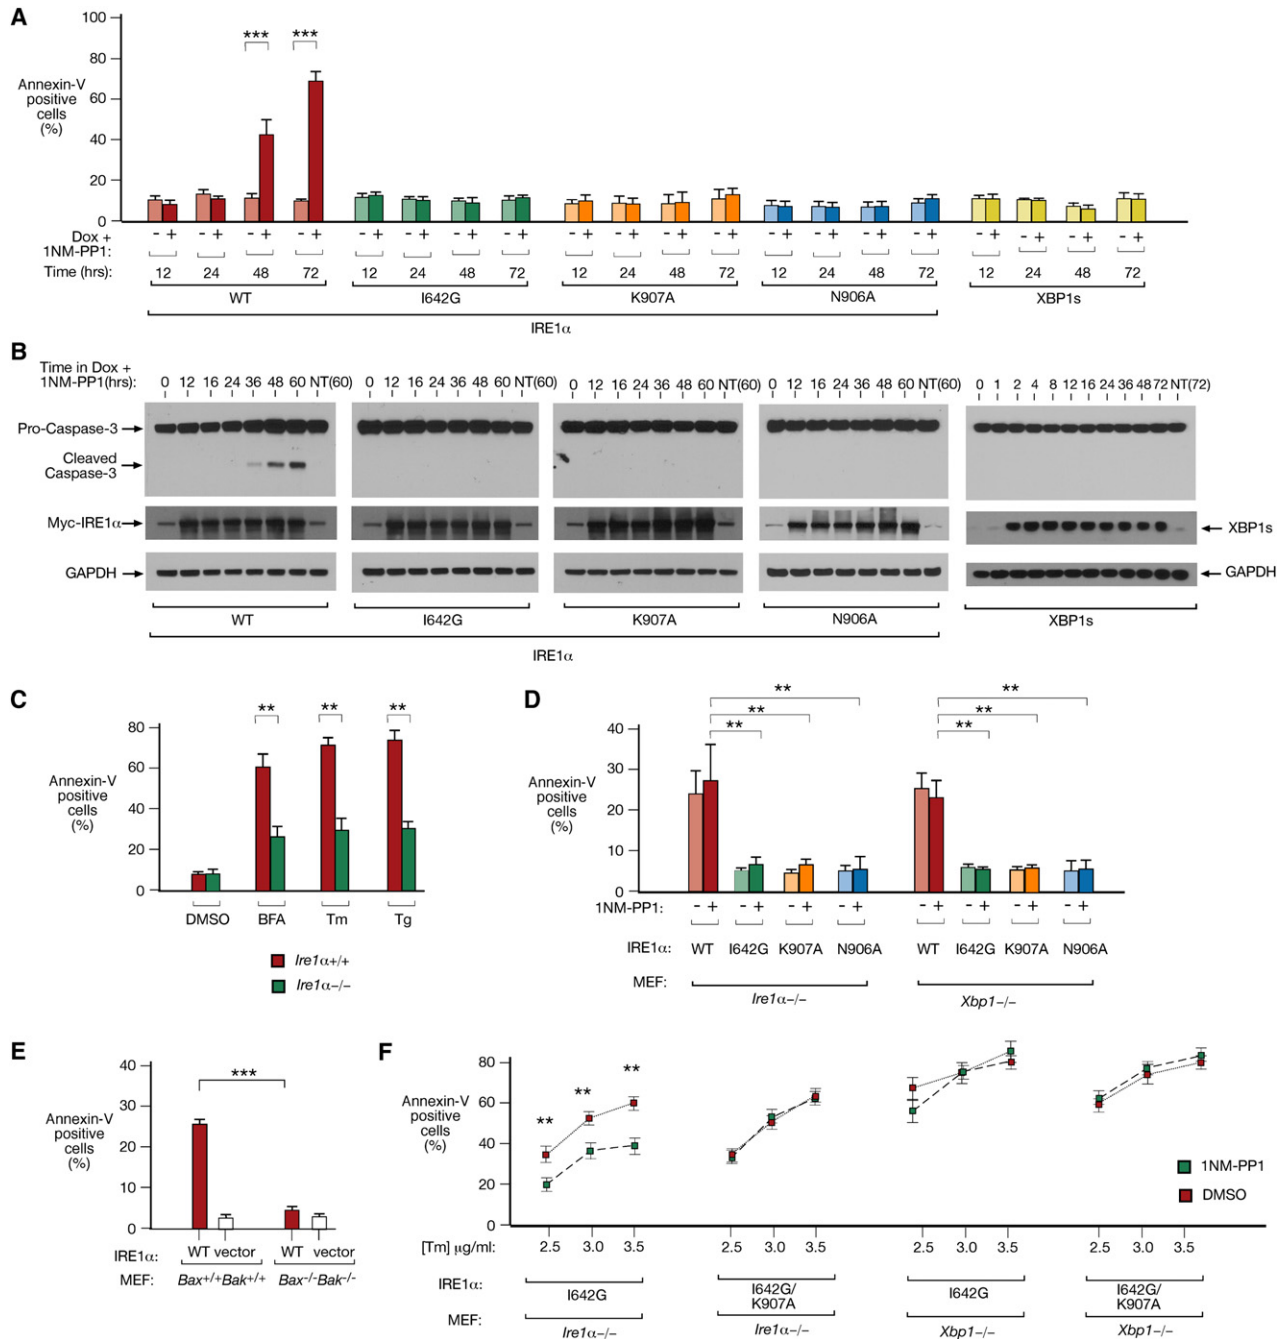 A
100
80
60
40
20
0
Annexin-V
positive
cells
(%)
*** ***
Dox +
1NM-PP1:
- + - + - + - + - + - + - + - + - + - + - + - + - + - + - + - + - + - + - + - +
Time (hrs): 12 24 48 72 12 24 48 72 12 24 48 72 12 24 48 72 12 24 48 72
WT I642G K907A N906A XBP1s
IRE1α
B
Time in Dox +
1NM-PP1(hrs):
0 12 16 24 36 48 60 NT(60) 0 12 16 24 36 48 60 NT(60) 0 12 16 24 36 48 60 NT(60) 0 12 16 24 36 48 60 NT(60) 0 1 2 4 8 12 16 24 36 48 72 NT(72)
Pro-Caspase-3
Cleaved
Caspase-3
Myc-IRE1α
XBP1s
GAPDH
GAPDH
WT I642G K907A N906A XBP1s
IRE1α
C
80
60
40
20
0
Annexin-V
positive
cells
(%)
** ** **
DMSO BFA Tm Tg
Ire1α+/+
Ire1α−/−
D
40
30
20
10
0
Annexin-V
positive
cells
(%)
** **
** **
** **
1NM-PP1: - + - + - + - + - + - + - + - +
IRE1α: WT I642G K907A N906A WT I642G K907A N906A
MEF:
Ire1α−/− Xbp1−/−
E
40
30
20
10
0
Annexin-V
positive
cells
(%)
***
IRE1α: WT vector WT vector
MEF: Bax+/+Bak+/+ Bax-/-Bak-/-
F
80
60
40
20
0
Annexin-V
positive
cells
(%)
** ** **
1NM-PP1
DMSO
[Tm] µg/ml: 2.5 3.0 3.5 2.5 3.0 3.5 2.5 3.0 3.5 2.5 3.0 3.5
IRE1α: I642G I642G/ I642G I642G/
K907A K907A
MEF: Ire1α−/− Ire1α−/− Xbp1−/− Xbp1−/−